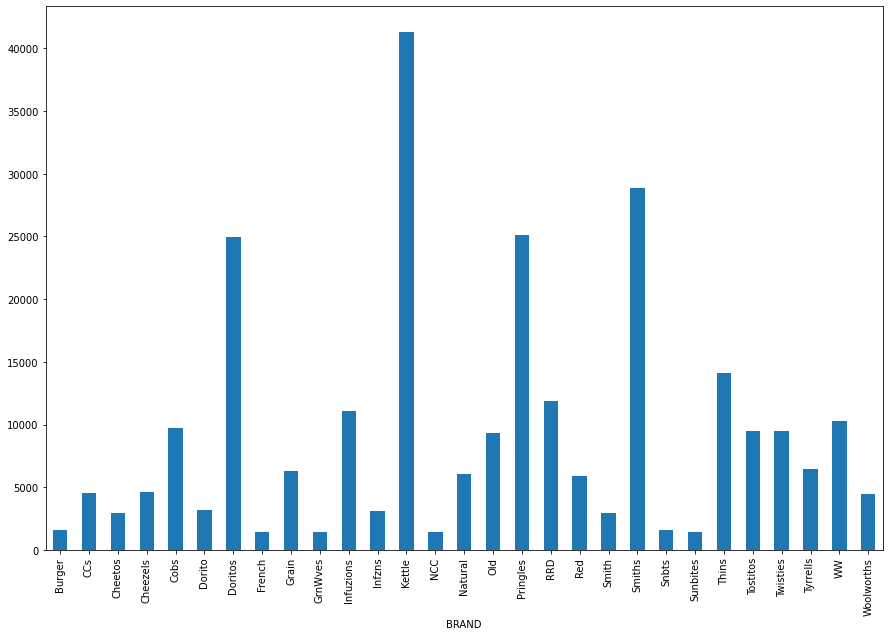 40000
35000
30000
25000
20000
15000
10000
5000
0
Burger
CCs
Cheetos
Cheezels
Cobs
Dorito
Doritos
French
Grain
GrnWves
Infuzions
Infzns
Kettle
NCC
Natural
Old
Pringles
RRD
Red
Smith
Smiths
Snbts
Sunbites
Thins
Tostitos
Twisties
Tyrrells
WW
Woolworths
BRAND